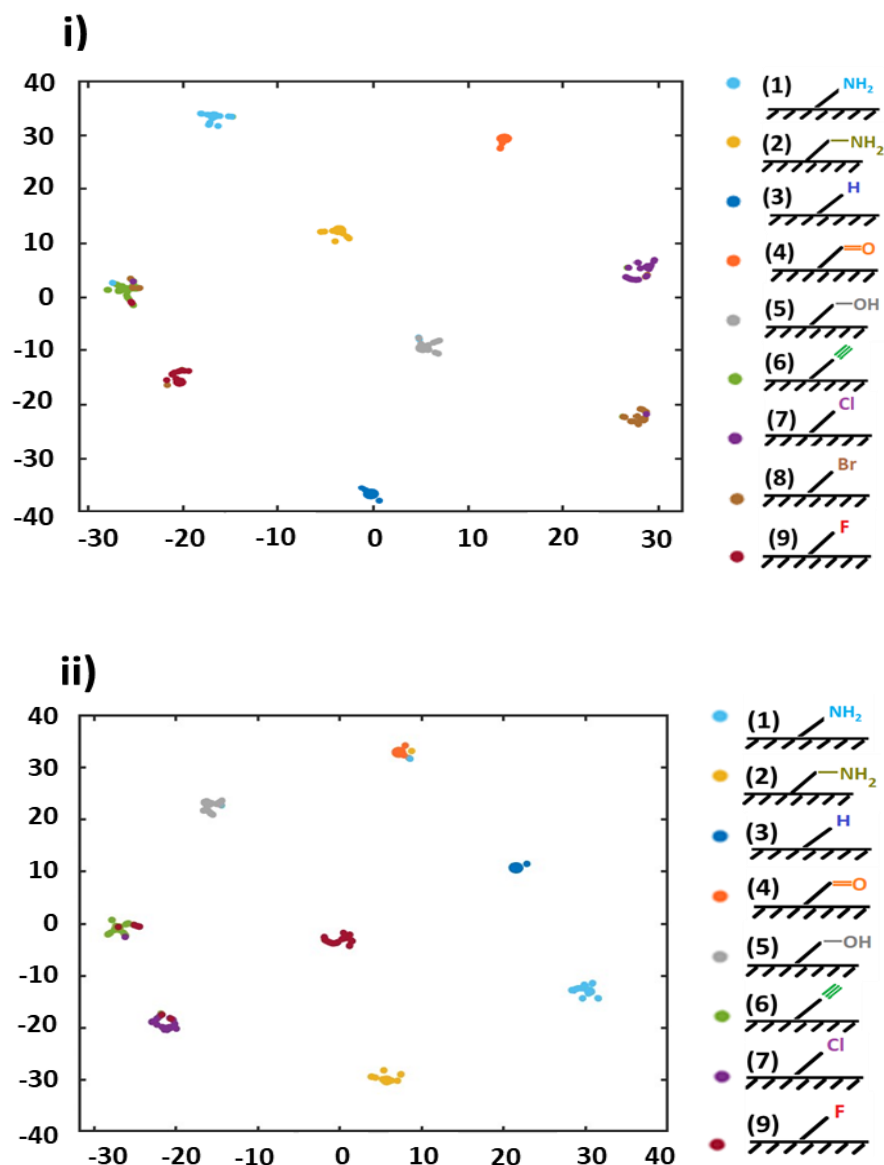 i)
40
30
20
10
0
-10
-20
-30
-40
-30 -20 -10 0 10 20 30
(1) NH2
(2) NH2
(3) H
(4) O
(5) OH
(6)
(7) Cl
(8) Br
(9) F
ii)
40
30
20
10
0
-10
-20
-30
-40
-30 -20 -10 0 10 20 30 40
(1) NH2
(2) NH2
(3) H
(4) O
(5) OH
(6)
(7) Cl
(9) F